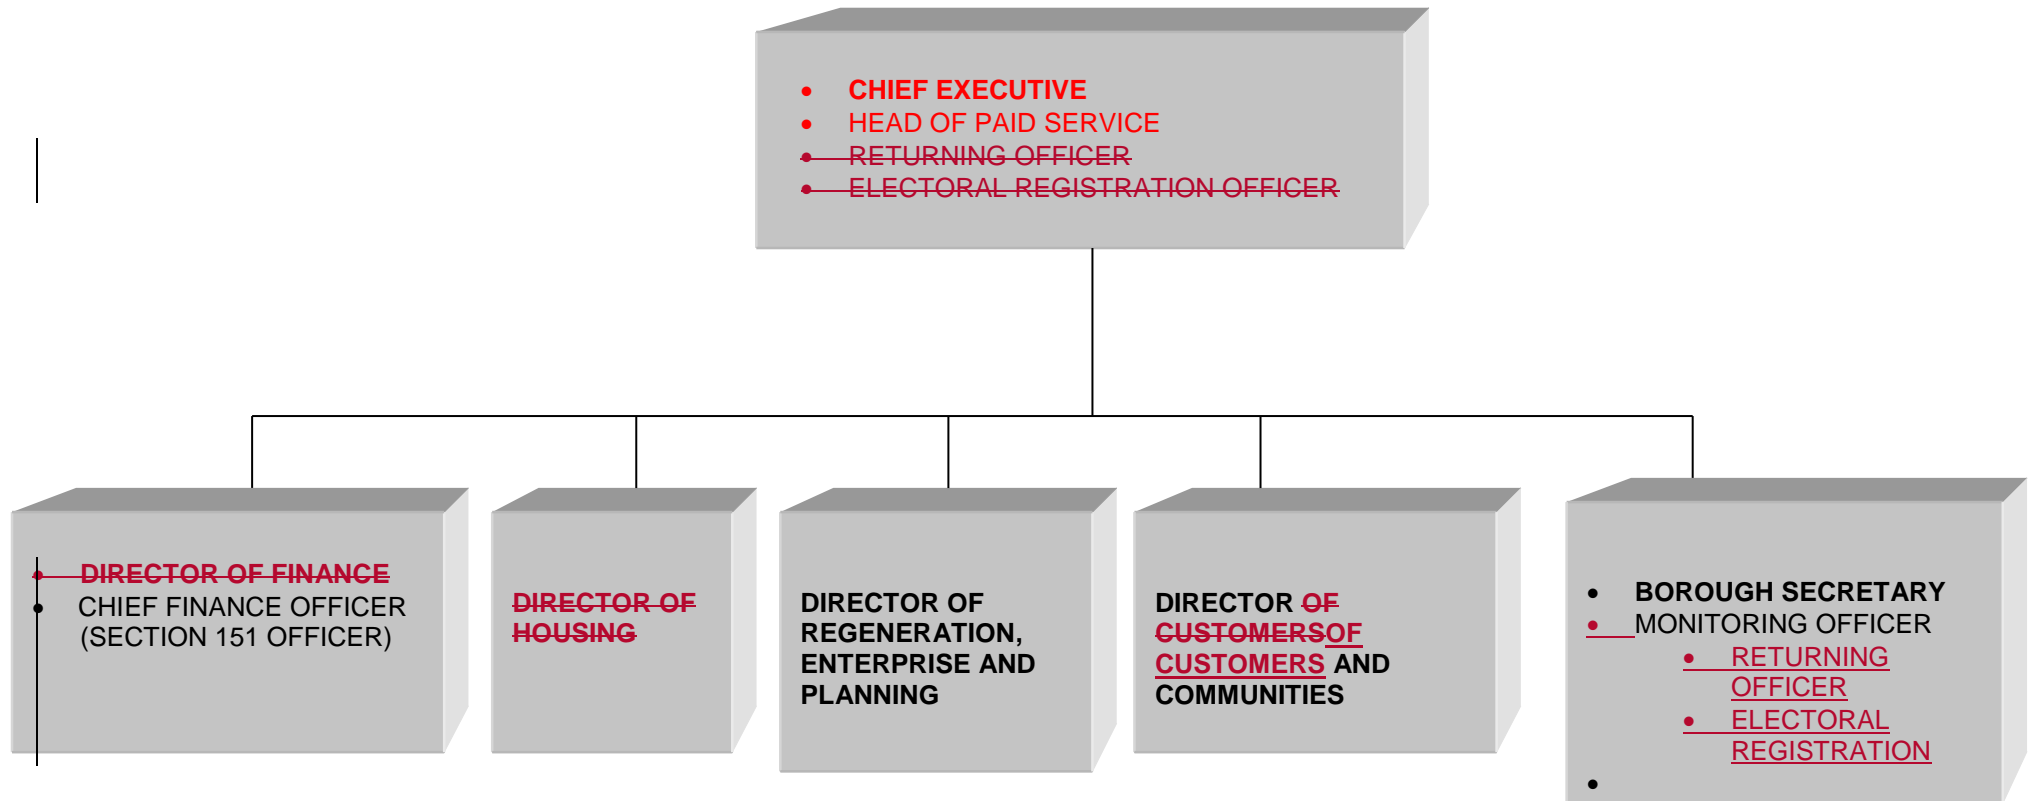 • CHIEF EXECUTIVE
• HEAD OF PAID SERVICE
• RETURNING OFFICER
• ELECTORAL REGISTRATION OFFICER
• DIRECTOR OF FINANCE
• CHIEF FINANCE OFFICER
(SECTION 151 OFFICER)
DIRECTOR OF
HOUSING
DIRECTOR OF
REGENERATION,
ENTERPRISE AND
PLANNING
DIRECTOR OF
CUSTOMERSOF
CUSTOMERS AND
COMMUNITIES
• BOROUGH SECRETARY
• MONITORING OFFICER
• RETURNING
OFFICER
• ELECTORAL
REGISTRATION
•